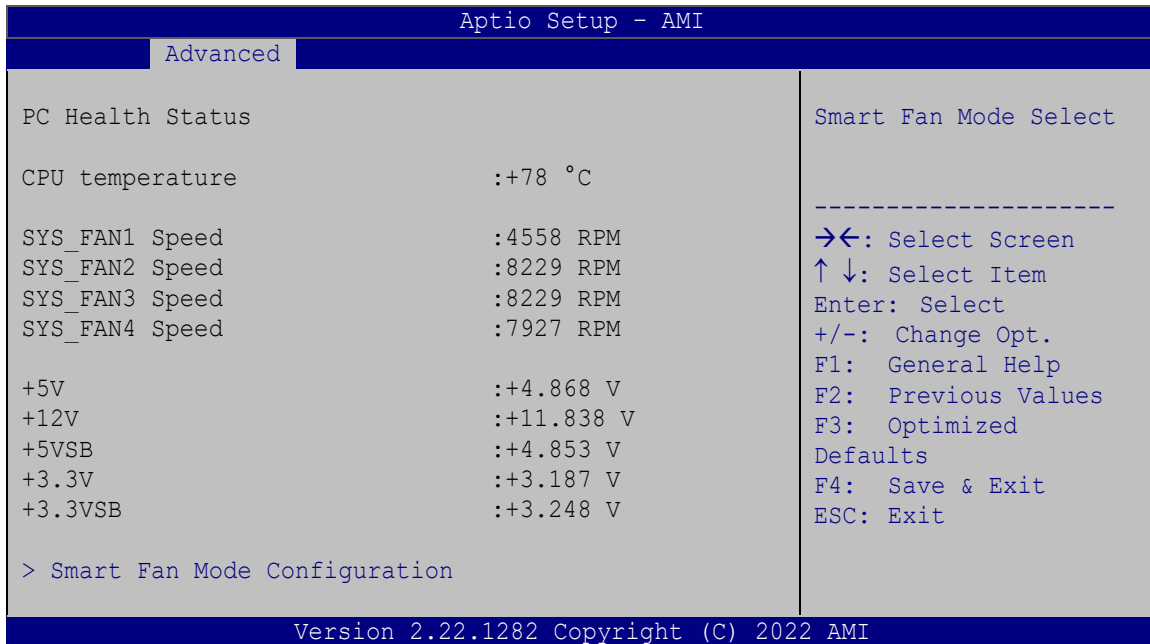 Aptio Setup – AMI
Advanced
PC Health Status
CPU temperature :+78 °C
SYS_FAN1 Speed :4558 RPM
SYS_FAN2 Speed :8229 RPM
SYS_FAN3 Speed :8229 RPM
SYS_FAN4 Speed :7927 RPM
+5V :+4.868 V
+12V :+11.838 V
+5VSB :+4.853 V
+3.3V :+3.187 V
+3.3VSB :+3.248 V
> Smart Fan Mode Configuration
Smart Fan Mode Select
---------------------
→←: Select Screen
↑ ↓: Select Item
Enter: Select
+/-: Change Opt.
F1: General Help
F2: Previous Values
F3: Optimized
Defaults
F4: Save & Exit
ESC: Exit
Version 2.22.1282 Copyright (C) 2022 AMI